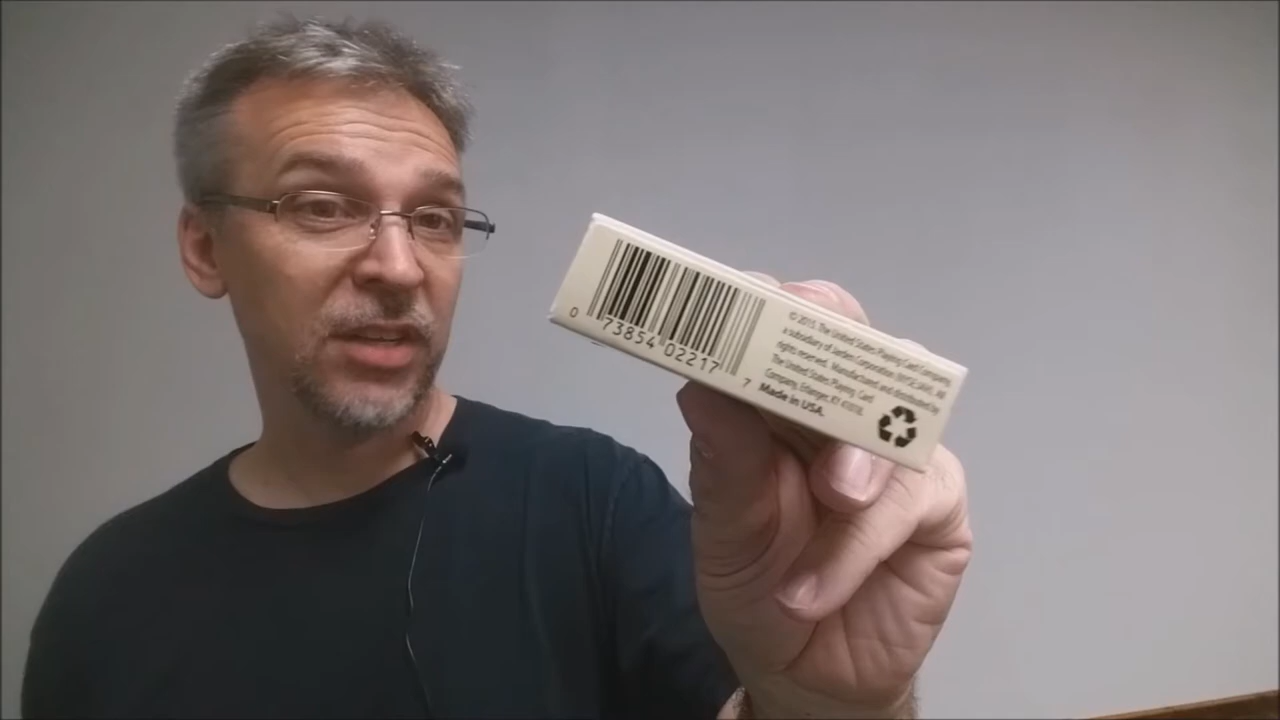 0 73854 02217 7
© 2015. The United States Playing Card Company,
a subsidiary of Jarden Corporation (NYSE:JAH). All
rights reserved. Manufactured and distributed by
The United States Playing Card
Company, Erlanger, KY 41018.
Made in USA.